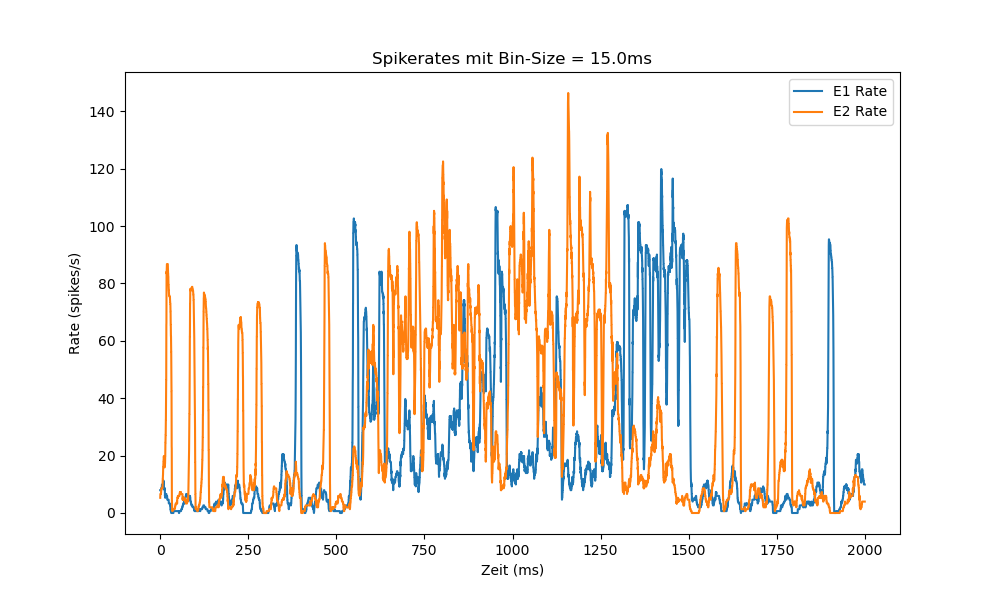 Spikerates mit Bin-Size = 15.0ms
E1 Rate
E2 Rate
Rate (spikes/s)
140
120
100
80
60
40
20
0
0 250 500 750 1000 1250 1500 1750 2000
Zeit (ms)